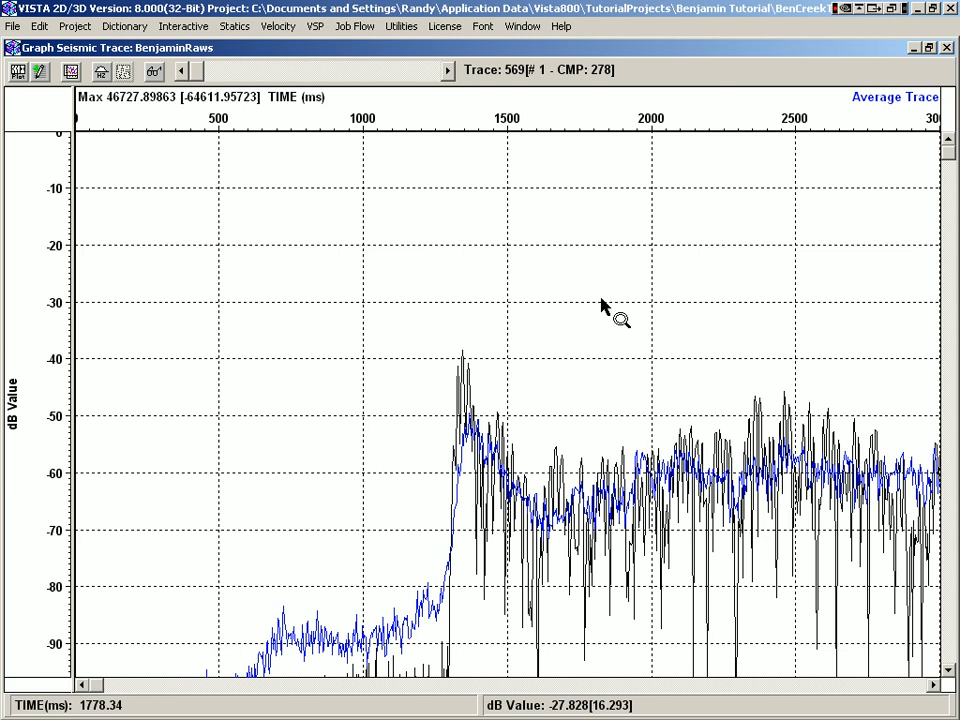 VISTA 2D/3D Version: 8.000(32-Bit) Project: C:\Documents and Settings\Randy\Application Data\Vista800\TutorialProjects\Benjamin Tutorial\BenCreek
File Edit Project Dictionary Interactive Statics Velocity VSP Job Flow Utilities License Font Window Help
Graph Seismic Trace: BenjaminRaws
Trace: 569[# 1 - CMP: 278]
Max 46727.89863 [-64611.95723] TIME (ms) Average Trace
500 1000 1500 2000 2500
0
-10
-20
-30
-40
-50
-60
-70
-80
-90
dB Value
TIME(ms): 1778.34 dB Value: -27.828[16.293]